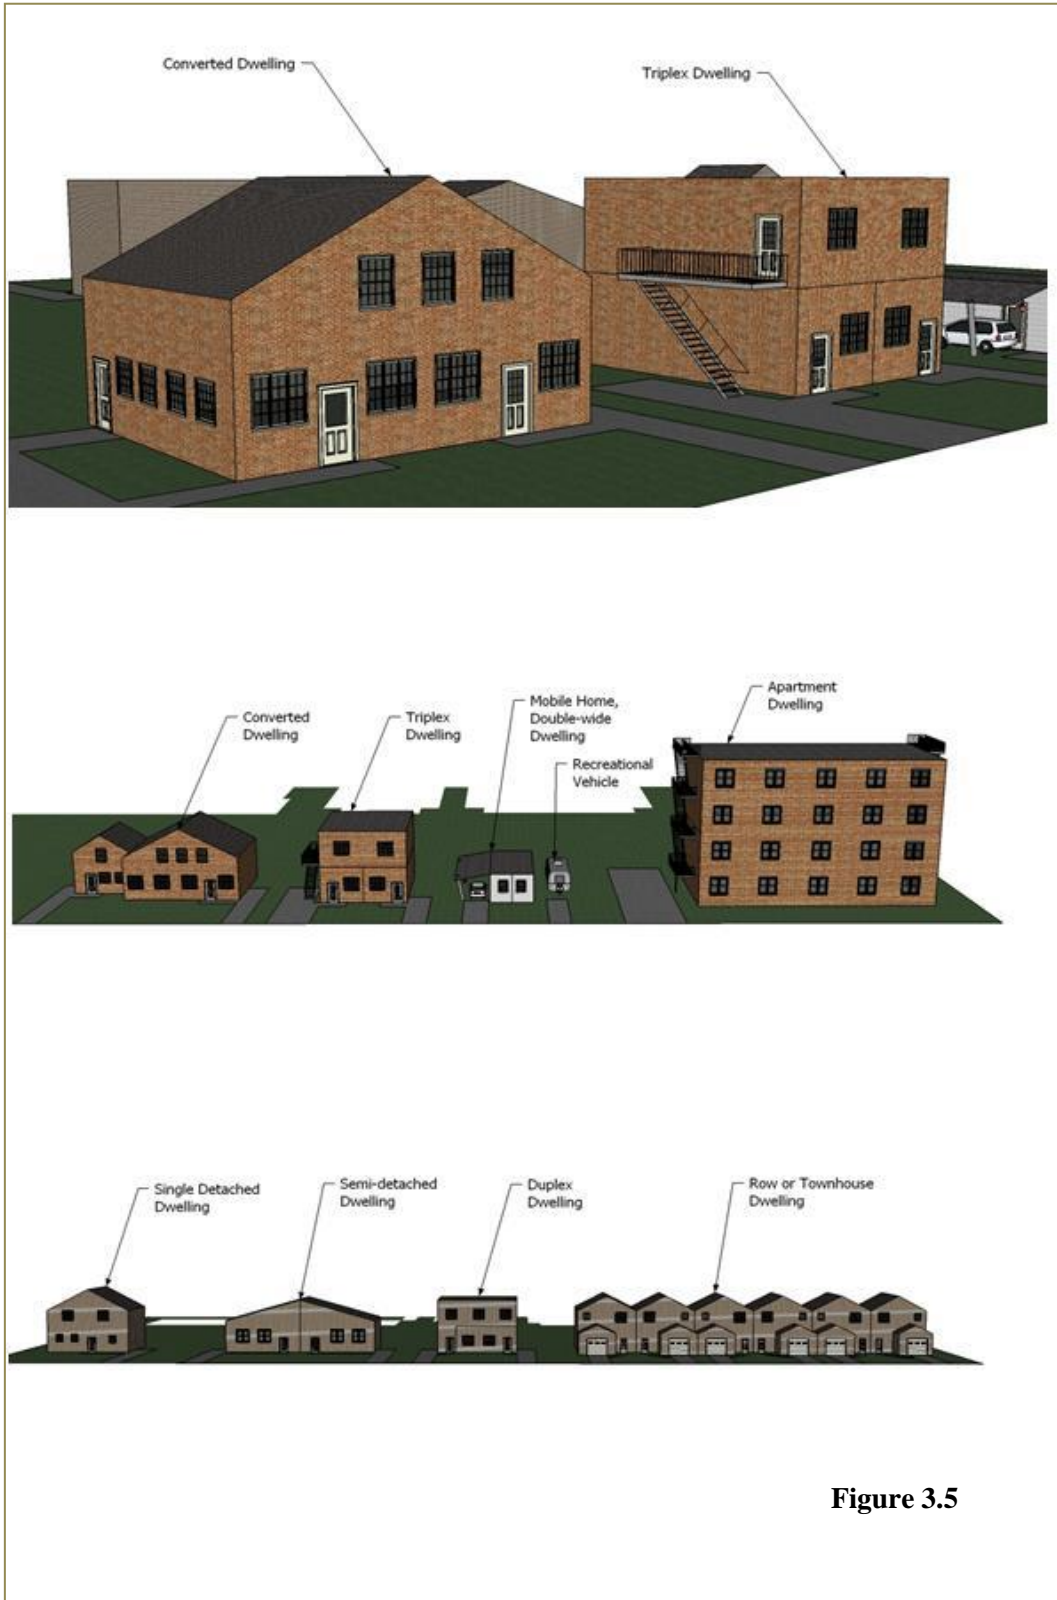 Converted Dwelling
Triplex Dwelling
Converted
Dwelling
Triplex
Dwelling
Mobile Home,
Double-wide
Dwelling
Recreational
Vehicle
Apartment
Dwelling
Single Detached
Dwelling
Semi-detached
Dwelling
Duplex
Dwelling
Row or Townhouse
Dwelling
Figure 3.5